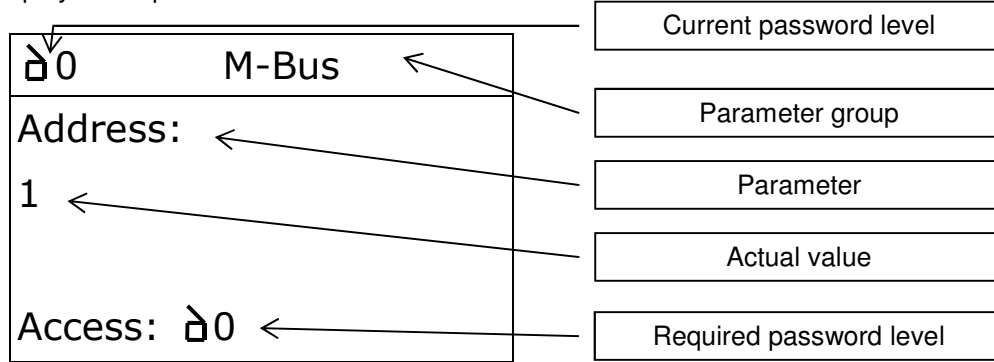 Current password level
0 M-Bus
Parameter group
Address:
Parameter
1
Actual value
Access: 0
Required password level